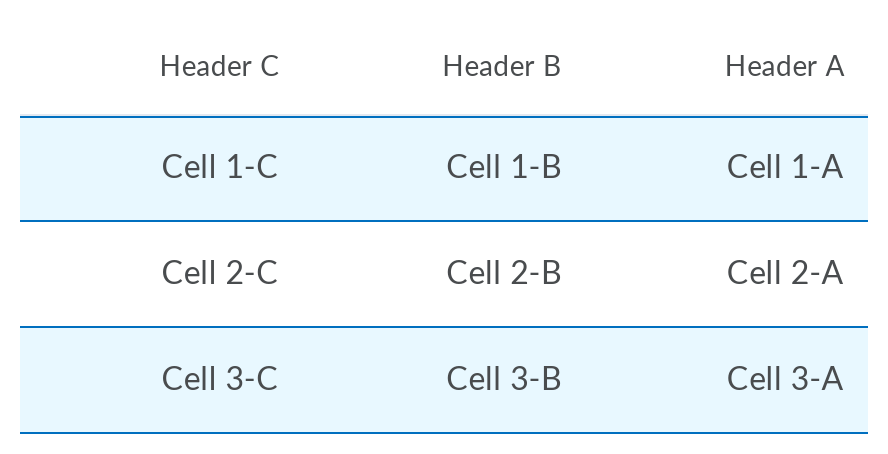 Header C Header B Header A
Cell 1-C Cell 1-B Cell 1-A
Cell 2-C Cell 2-B Cell 2-A
Cell 3-C Cell 3-B Cell 3-A